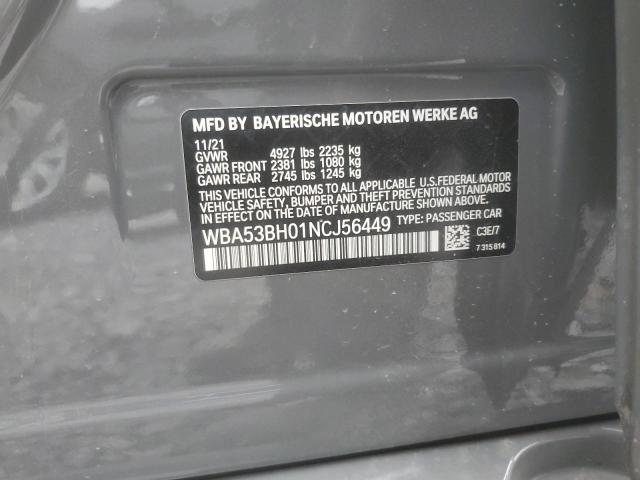 MFD BY BAYERISCHE MOTOREN WERKE AG
11/21
GVWR 4927 lbs 2235 kg
GAWR FRONT 2381 lbs 1080 kg
GAWR REAR 2745 lbs 1245 kg
THIS VEHICLE CONFORMS TO ALL APPLICABLE U.S.FEDERAL MOTOR
VEHICLE SAFETY, BUMPER AND THEFT PREVENTION STANDARDS
IN EFFECT ON THE DATE OF MANUFACTURE SHOWN ABOVE.
WBA53BH01NCJ56449 TYPE: PASSENGER CAR
C3E/7
7 315 814